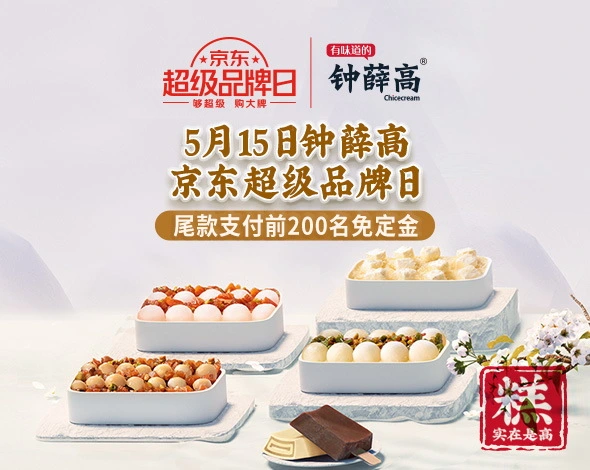 京东
超级品牌日
够超级 购大牌
有味道的
钟薛高®
Chicecream
5月15日钟薛高
京东超级品牌日
尾款支付前200名免定金
糕
实在是高